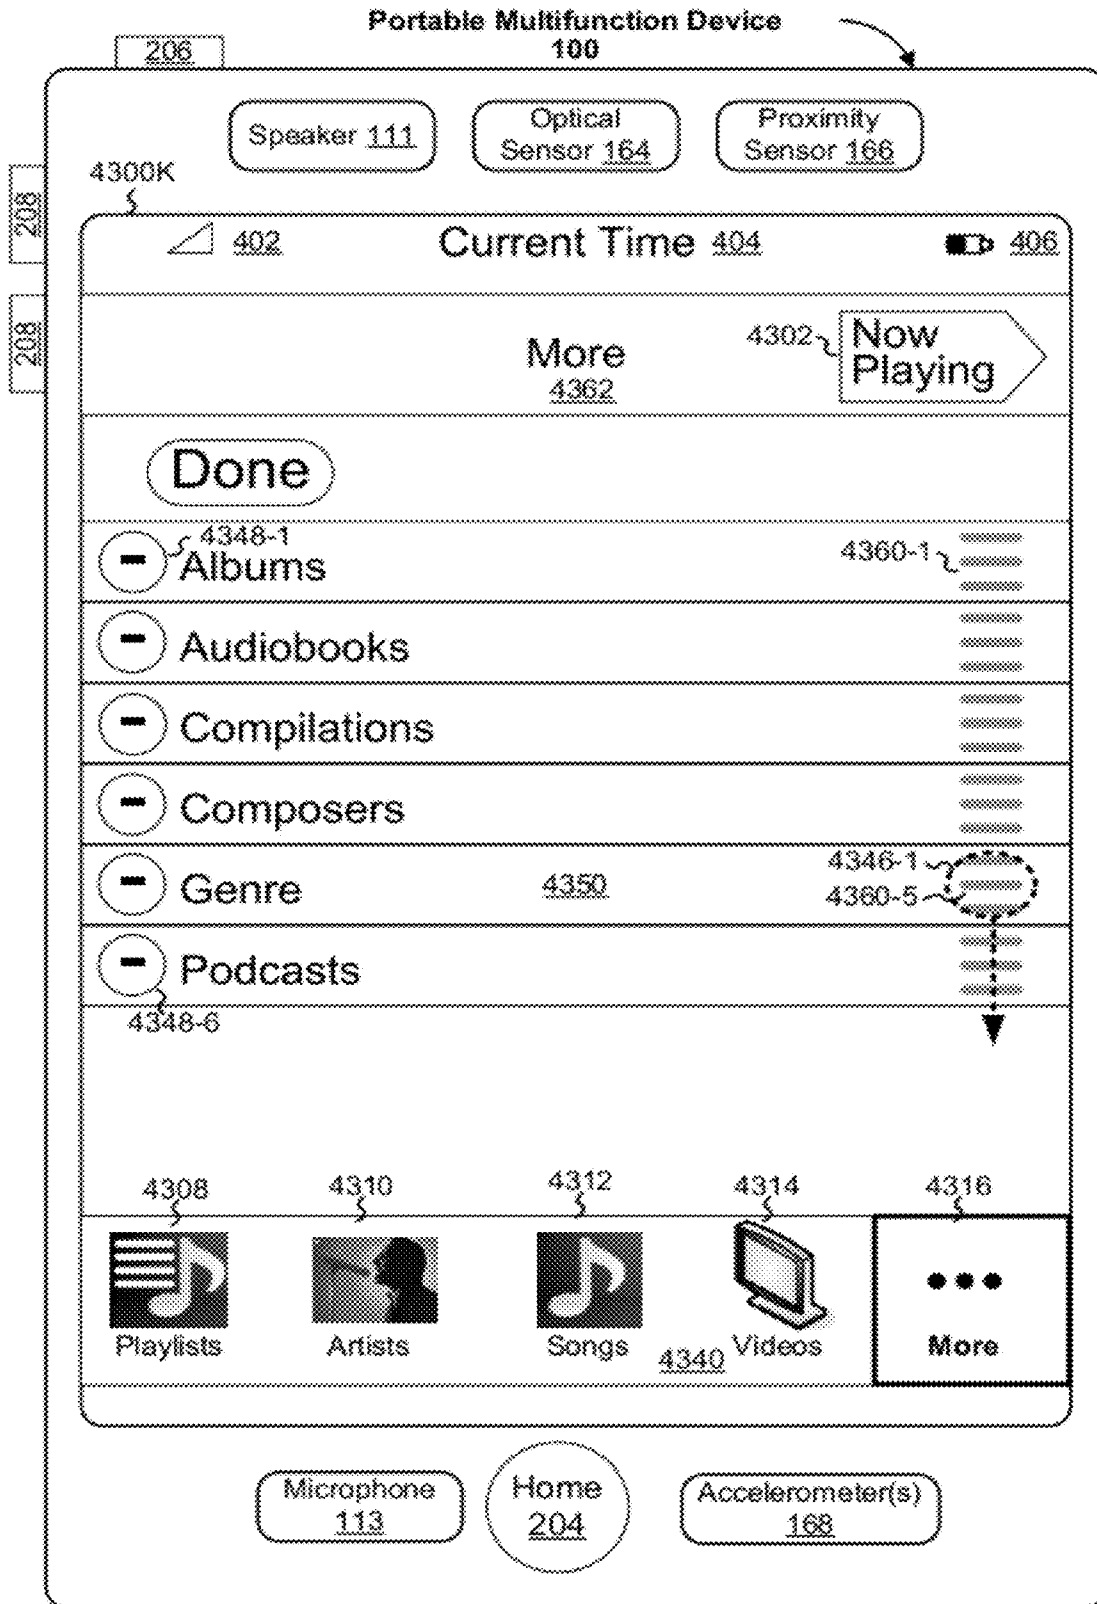 Portable Multifunction Device
100
206
Speaker 111
Optical
Sensor 164
Proximity
Sensor 166
4300K
208
208
402
Current Time 404
406
More
4362
4302
Now
Playing
Done
4348-1
Albums
4360-1
Audiobooks
Compilations
Composers
Genre
4350
4346-1
4360-5
Podcasts
4348-6
4308
4310
4312
4314
4316
Playlists
Artists
Songs
4340
Videos
More
Microphone
113
Home
204
Accelerometer(s)
168